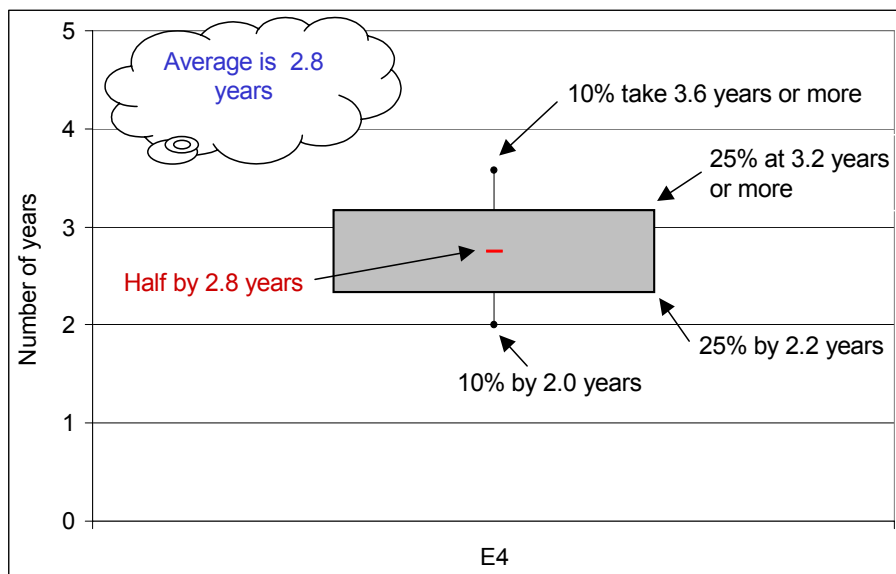 Average is 2.8
years
10% take 3.6 years or more
25% at 3.2 years
or more
Half by 2.8 years
25% by 2.2 years
10% by 2.0 years
Number of years
5
4
3
2
1
0
E4